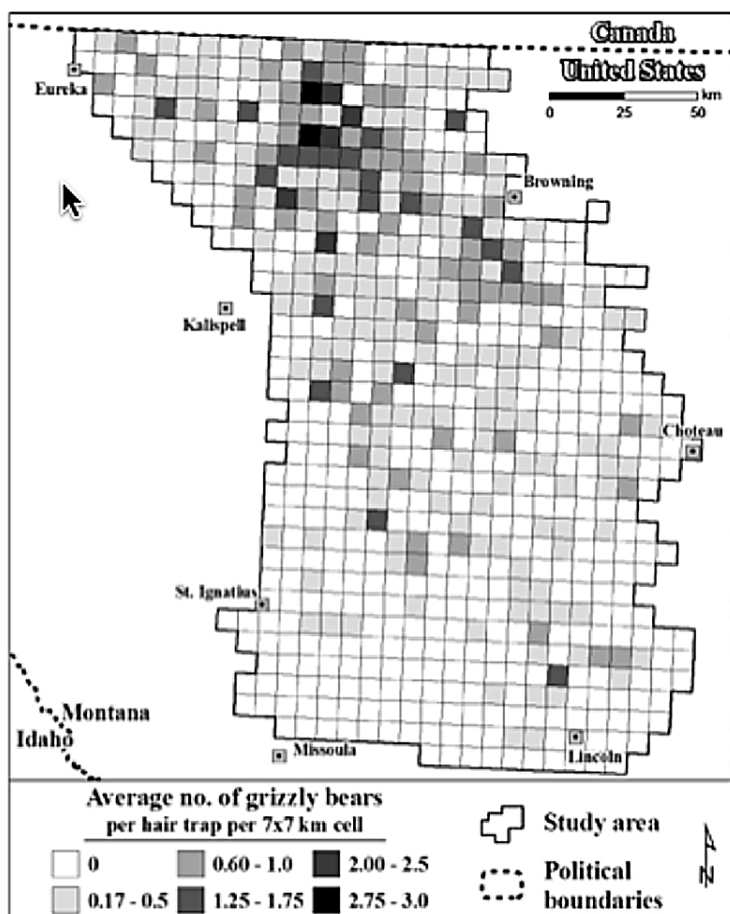 Canada
United States
km
0 25 50
Eureka
Browning
Kalispell
Choteau
St. Ignatius
Montana
Idaho
Missoula
Lincoln
Average no. of grizzly bears
per hair trap per 7x7 km cell
0
0.60 - 1.0
2.00 - 2.5
0.17 - 0.5
1.25 - 1.75
2.75 - 3.0
Study area
Political
boundaries
N